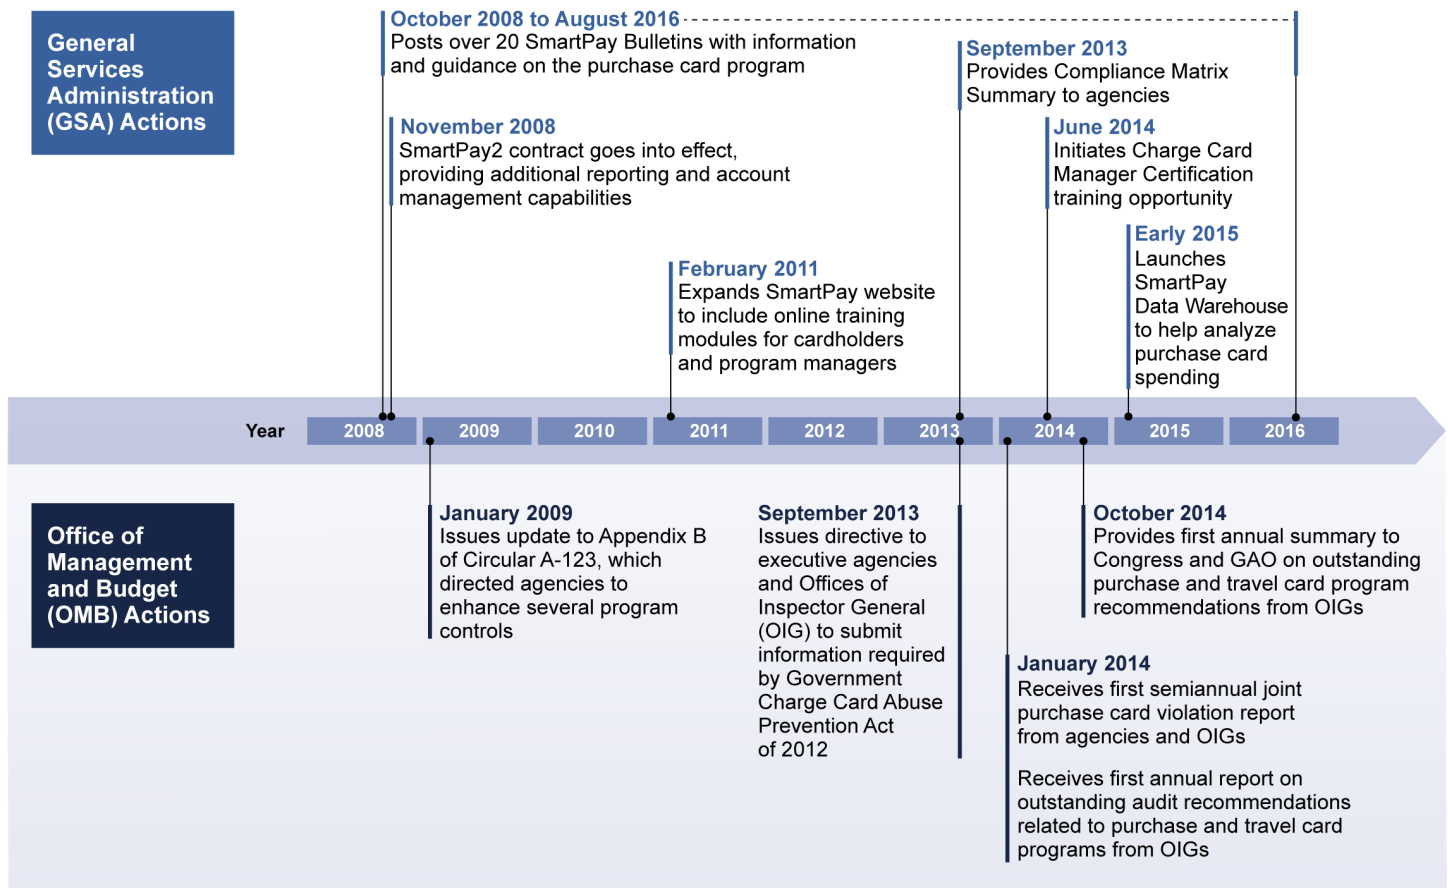 General
Services
Administration
(GSA) Actions
October 2008 to August 2016
Posts over 20 SmartPay Bulletins with information
and guidance on the purchase card program
November 2008
SmartPay2 contract goes into effect,
providing additional reporting and account
management capabilities
February 2011
Expands SmartPay website
to include online training
modules for cardholders
and program managers
September 2013
Provides Compliance Matrix
Summary to agencies
June 2014
Initiates Charge Card
Manager Certification
training opportunity
Early 2015
Launches
SmartPay
Data Warehouse
to help analyze
purchase card
spending
Year 2008 2009 2010 2011 2012 2013 2014 2015 2016
Office of
Management
and Budget
(OMB) Actions
January 2009
Issues update to Appendix B
of Circular A-123, which
directed agencies to
enhance several program
controls
September 2013
Issues directive to
executive agencies
and Offices of
Inspector General
(OIG) to submit
information required
by Government
Charge Card Abuse
Prevention Act
of 2012
January 2014
Receives first semiannual joint
purchase card violation report
from agencies and OIGs
Receives first annual report on
outstanding audit recommendations
related to purchase and travel card
programs from OIGs
October 2014
Provides first annual summary to
Congress and GAO on outstanding
purchase and travel card program
recommendations from OIGs